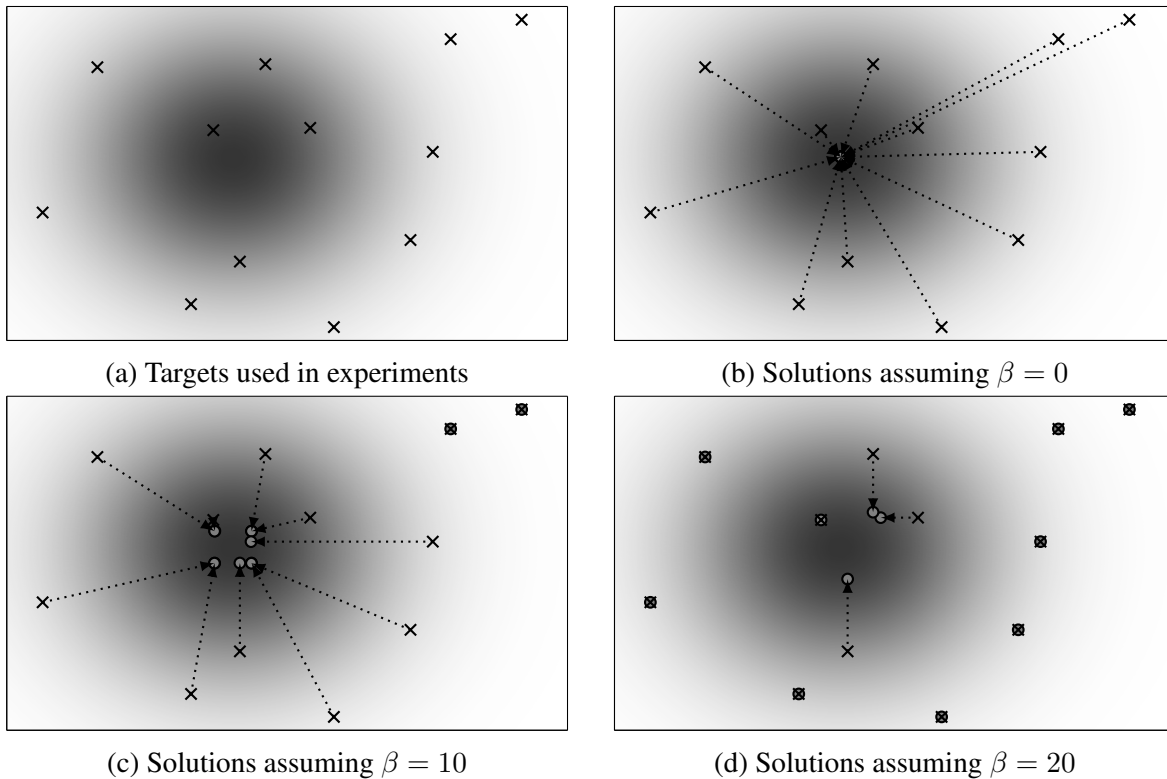 (a) Targets used in experiments
(b) Solutions assuming β = 0
(c) Solutions assuming β = 10
(d) Solutions assuming β = 20